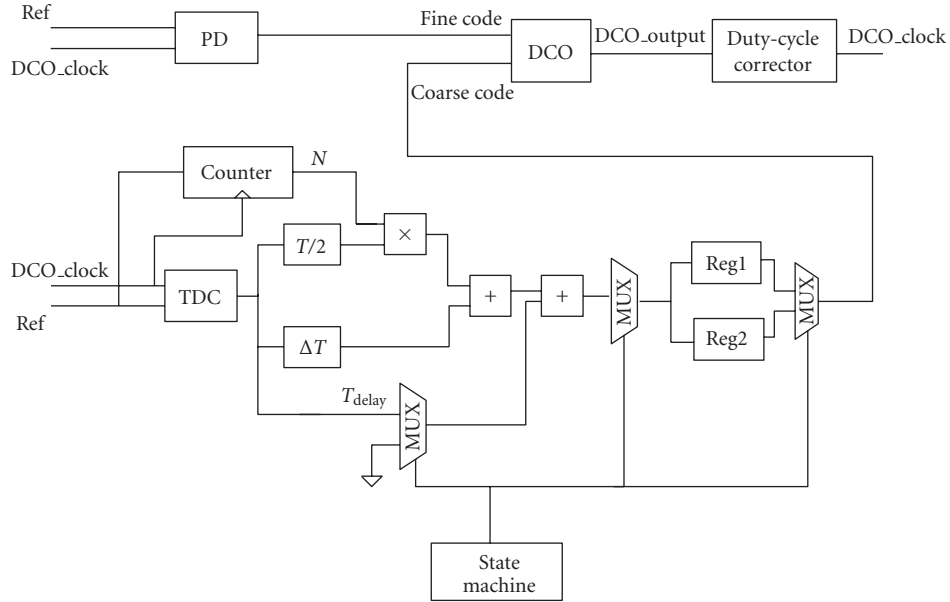 Ref
DCO_clock
PD
Fine code
Coarse code
DCO
DCO_output
Duty-cycle
corrector
DCO_clock
Counter
N
T/2
×
DCO_clock
Ref
TDC
ΔT
+
+
MUX
Reg1
Reg2
MUX
T_delay
MUX
State
machine